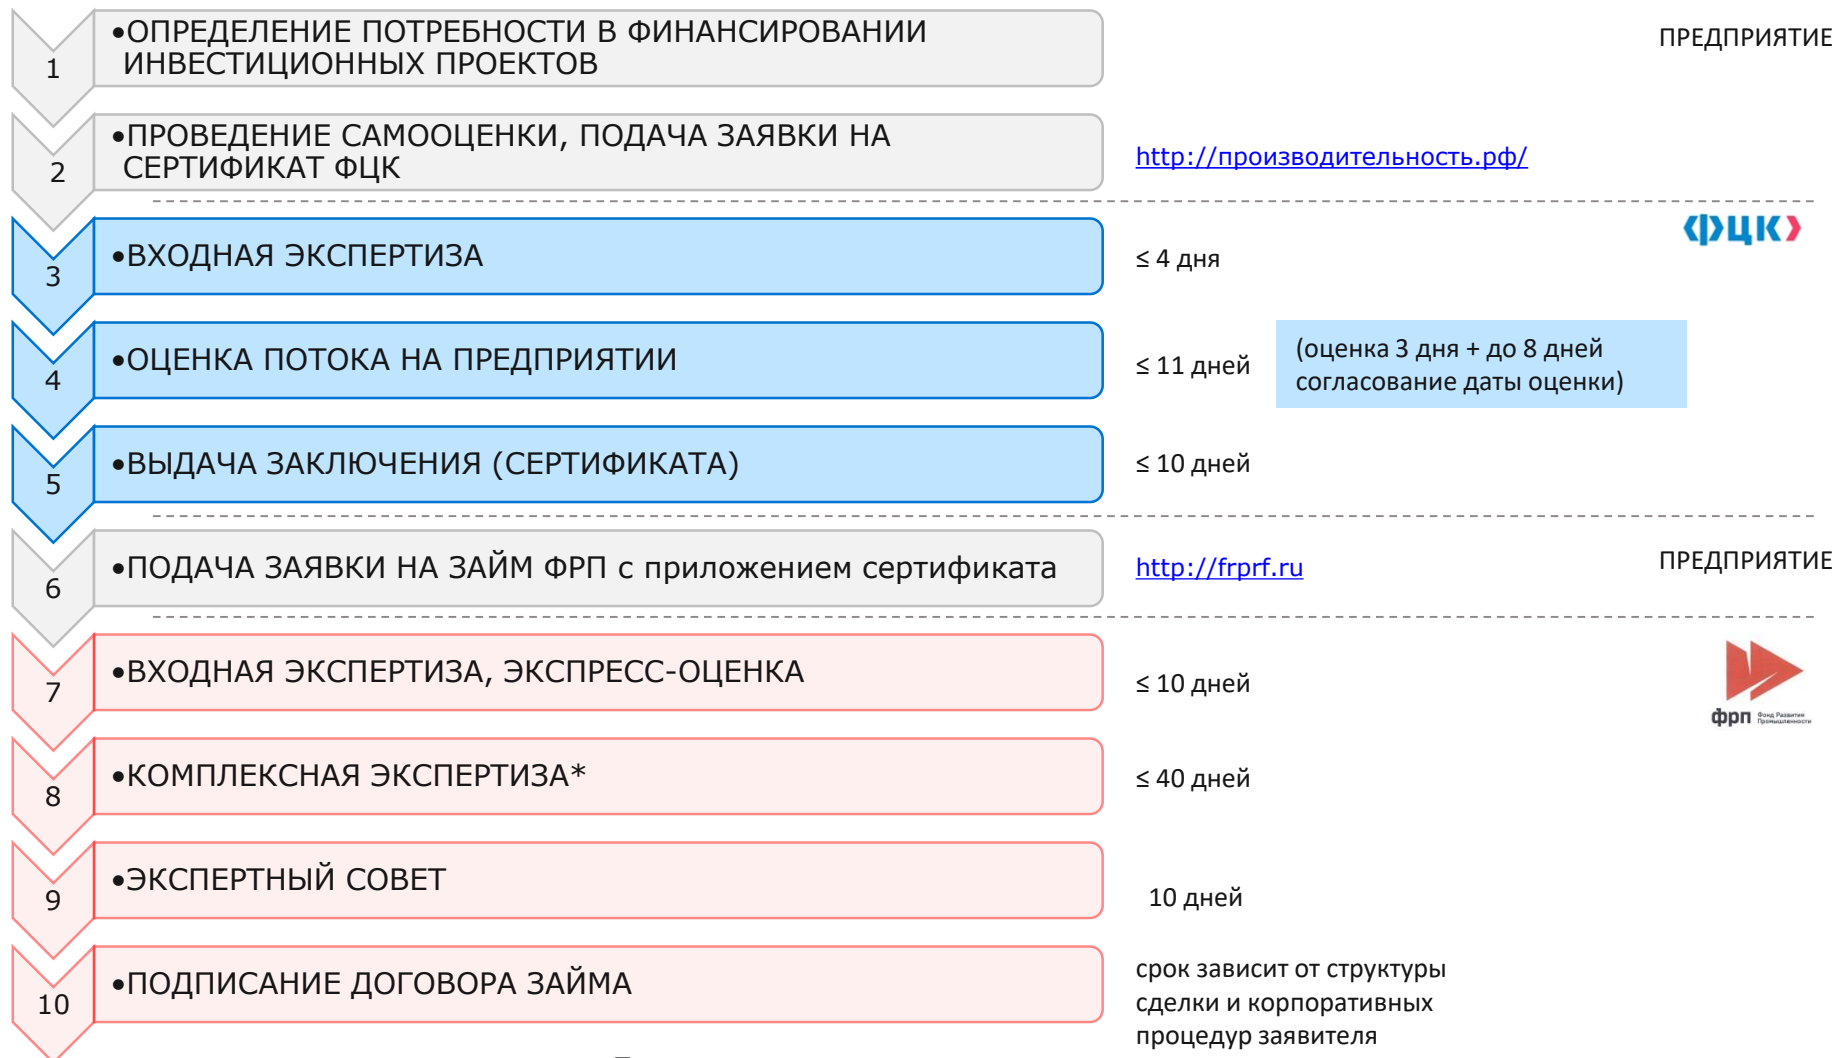 1
•ОПРЕДЕЛЕНИЕ ПОТРЕБНОСТИ В ФИНАНСИРОВАНИИ
ИНВЕСТИЦИОННЫХ ПРОЕКТОВ
ПРЕДПРИЯТИЕ
2
•ПРОВЕДЕНИЕ САМООЦЕНКИ, ПОДАЧА ЗАЯВКИ НА
СЕРТИФИКАТ ФЦК
http://производительность.рф/
ФЦК
3
•ВХОДНАЯ ЭКСПЕРТИЗА
≤ 4 дня
4
•ОЦЕНКА ПОТОКА НА ПРЕДПРИЯТИИ
≤ 11 дней
(оценка 3 дня + до 8 дней
согласование даты оценки)
5
•ВЫДАЧА ЗАКЛЮЧЕНИЯ (СЕРТИФИКАТА)
≤ 10 дней
6
•ПОДАЧА ЗАЯВКИ НА ЗАЙМ ФРП с приложением сертификата
http://frprf.ru
ПРЕДПРИЯТИЕ
7
•ВХОДНАЯ ЭКСПЕРТИЗА, ЭКСПРЕСС-ОЦЕНКА
≤ 10 дней
фрп
Фонд Развития
Промышленности
8
•КОМПЛЕКСНАЯ ЭКСПЕРТИЗА*
≤ 40 дней
9
•ЭКСПЕРТНЫЙ СОВЕТ
10 дней
10
•ПОДПИСАНИЕ ДОГОВОРА ЗАЙМА
срок зависит от структуры
сделки и корпоративных
процедур заявителя